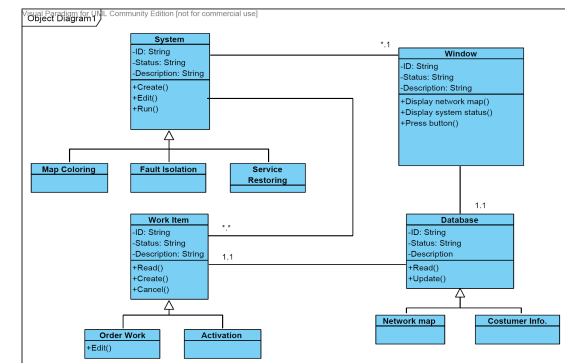 Visual Paradigm for UML Community Edition [not for commercial use]
Object Diagram1
System
-ID: String
-Status: String
-Description: String
+Create()
+Edit()
+Run()
*.1
Window
-ID: String
-Status: String
-Description: String
+Display network map()
+Display system status()
+Press button()
Map Coloring
Fault Isolation
Service
Restoring
1.1
Work Item
-ID: String
-Status: String
-Description: String
+Read()
+Create()
+Cancel()
*.*
1.1
Database
-ID: String
-Status: String
-Description
+Read()
+Update()
Network map
Costumer Info.
Order Work
+Edit()
Activation